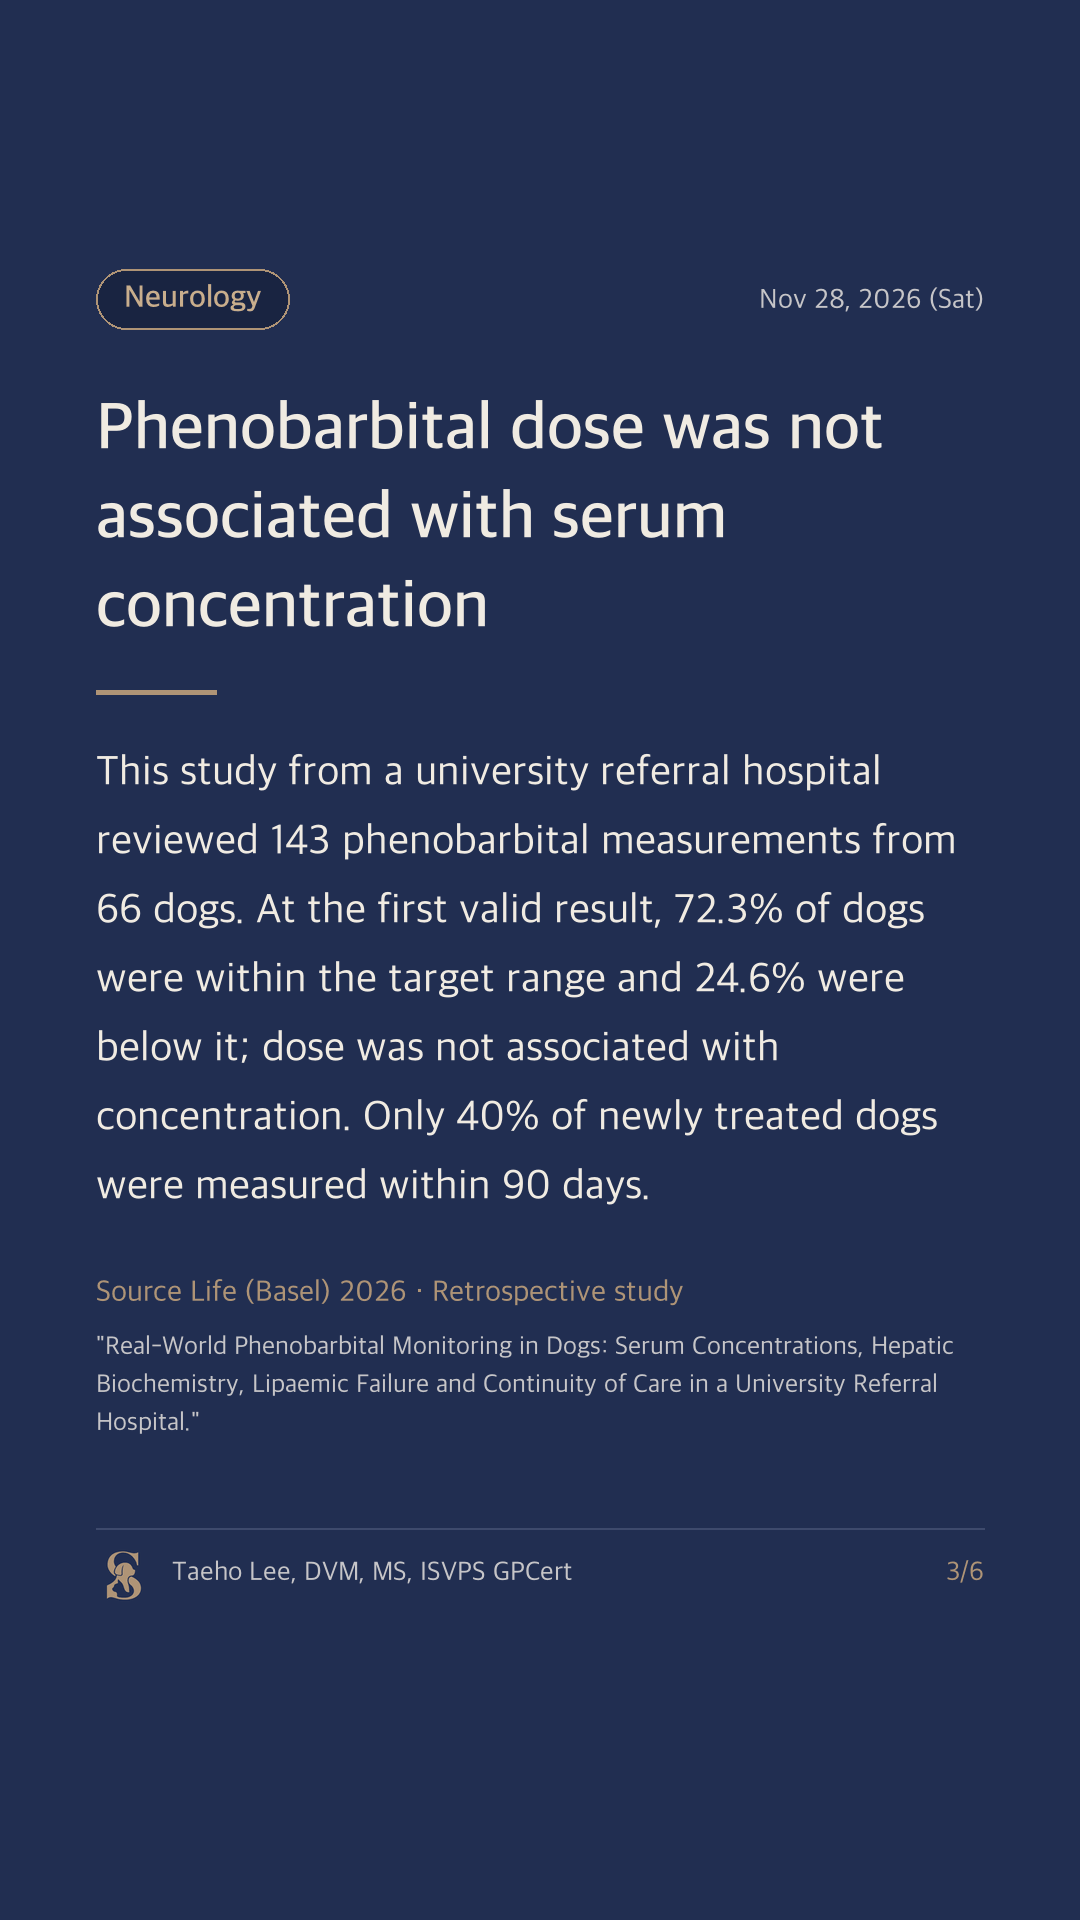 Neurology
Nov 28, 2026 (Sat)
Phenobarbital dose was not
associated with serum
concentration
This study from a university referral hospital
reviewed 143 phenobarbital measurements from
66 dogs. At the first valid result, 72.3% of dogs
were within the target range and 24.6% were
below it; dose was not associated with
concentration. Only 40% of newly treated dogs
were measured within 90 days.
Source Life (Basel) 2026 · Retrospective study
"Real-World Phenobarbital Monitoring in Dogs: Serum Concentrations, Hepatic
Biochemistry, Lipaemic Failure and Continuity of Care in a University Referral
Hospital."
Taeho Lee, DVM, MS, ISVPS GPCert
3/6